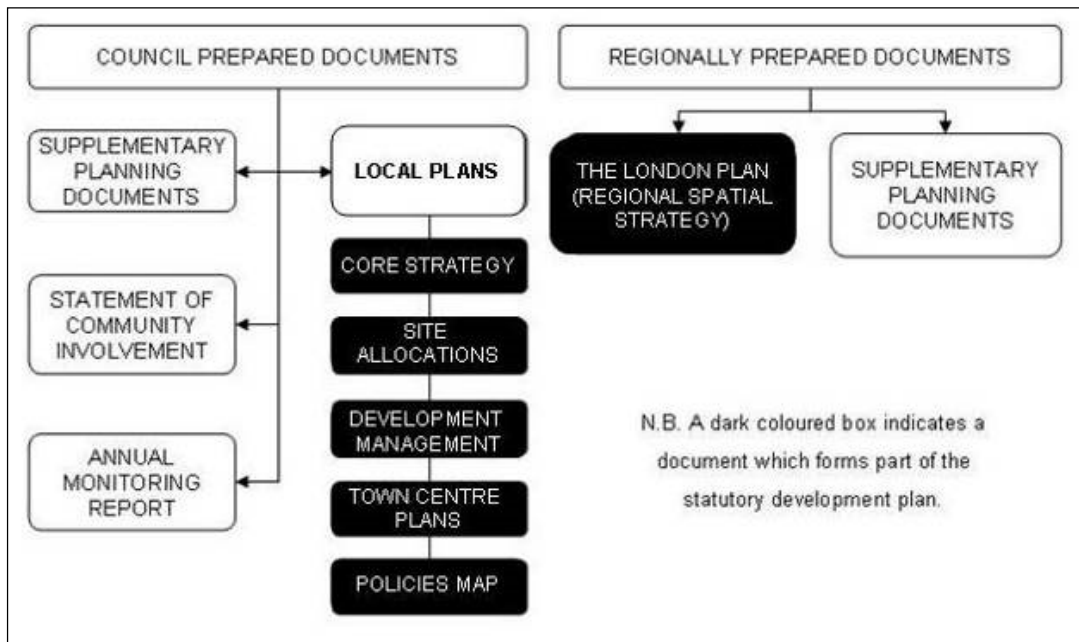 COUNCIL PREPARED DOCUMENTS
REGIONALLY PREPARED DOCUMENTS
SUPPLEMENTARY
PLANNING
DOCUMENTS
LOCAL PLANS
THE LONDON PLAN
(REGIONAL SPATIAL
STRATEGY)
SUPPLEMENTARY
PLANNING
DOCUMENTS
CORE STRATEGY
STATEMENT OF
COMMUNITY
INVOLVEMENT
SITE
ALLOCATIONS
DEVELOPMENT
MANAGEMENT
ANNUAL
MONITORING
REPORT
TOWN CENTRE
PLANS
POLICIES MAP
N.B. A dark coloured box indicates a
document which forms part of the
statutory development plan.